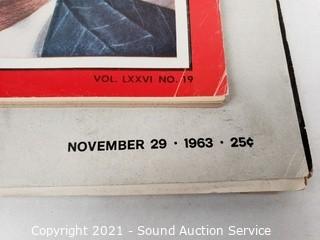 VOL. LXXVI NO. 19
NOVEMBER 29 · 1963 · 25¢
Copyright 2021 - Sound Auction Service